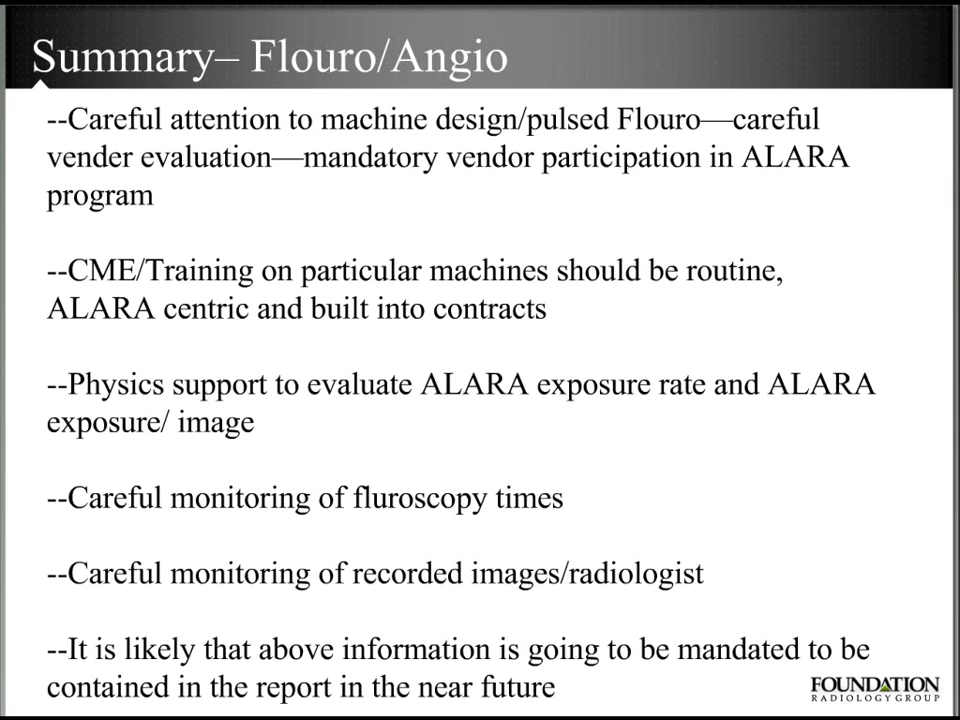 Summary– Flouro/Angio
--Careful attention to machine design/pulsed Flouro—careful
vender evaluation—mandatory vendor participation in ALARA
program
--CME/Training on particular machines should be routine,
ALARA centric and built into contracts
--Physics support to evaluate ALARA exposure rate and ALARA
exposure/ image
--Careful monitoring of fluroscopy times
--Careful monitoring of recorded images/radiologist
--It is likely that above information is going to be mandated to be
contained in the report in the near future
FOUNDATION
RADIOLOGY GROUP